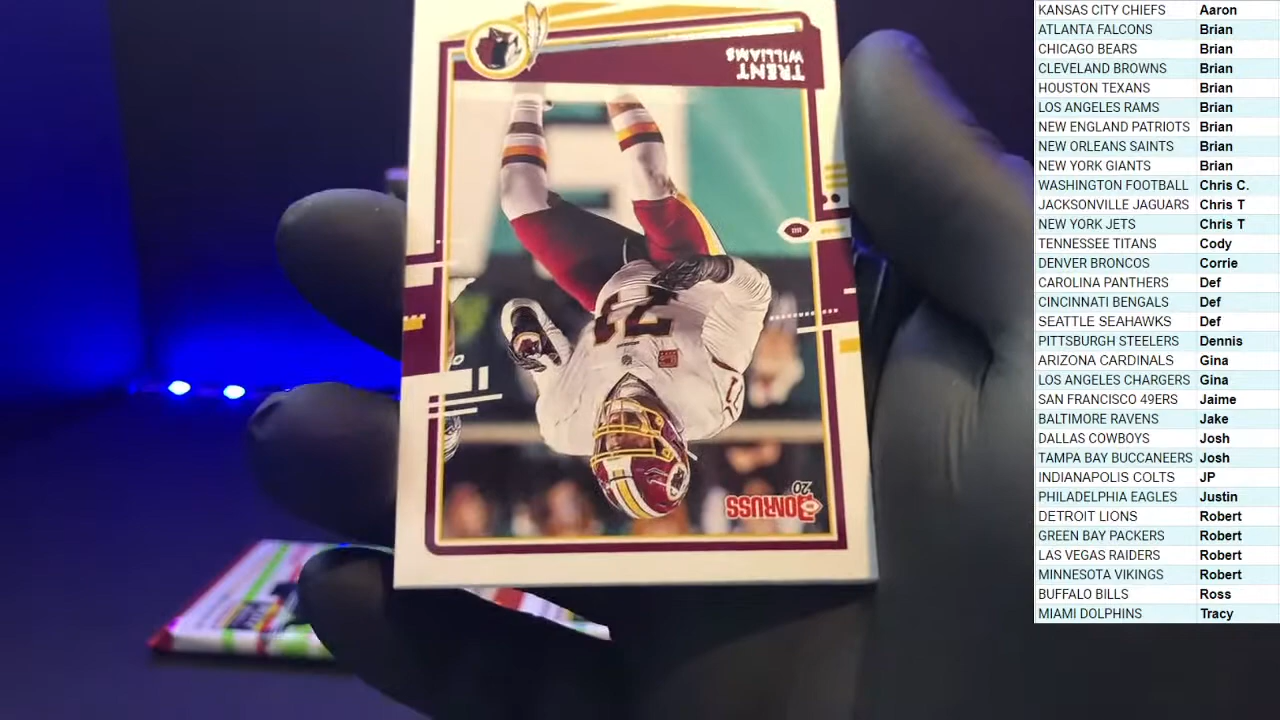 TRENT
WILLIAMS
71
20
DONRUSS
KANSAS CITY CHIEFS Aaron
ATLANTA FALCONS Brian
CHICAGO BEARS Brian
CLEVELAND BROWNS Brian
HOUSTON TEXANS Brian
LOS ANGELES RAMS Brian
NEW ENGLAND PATRIOTS Brian
NEW ORLEANS SAINTS Brian
NEW YORK GIANTS Brian
WASHINGTON FOOTBALL Chris C.
JACKSONVILLE JAGUARS Chris T
NEW YORK JETS Chris T
TENNESSEE TITANS Cody
DENVER BRONCOS Corrie
CAROLINA PANTHERS Def
CINCINNATI BENGALS Def
SEATTLE SEAHAWKS Def
PITTSBURGH STEELERS Dennis
ARIZONA CARDINALS Gina
LOS ANGELES CHARGERS Gina
SAN FRANCISCO 49ERS Jaime
BALTIMORE RAVENS Jake
DALLAS COWBOYS Josh
TAMPA BAY BUCCANEERS Josh
INDIANAPOLIS COLTS JP
PHILADELPHIA EAGLES Justin
DETROIT LIONS Robert
GREEN BAY PACKERS Robert
LAS VEGAS RAIDERS Robert
MINNESOTA VIKINGS Robert
BUFFALO BILLS Ross
MIAMI DOLPHINS Tracy